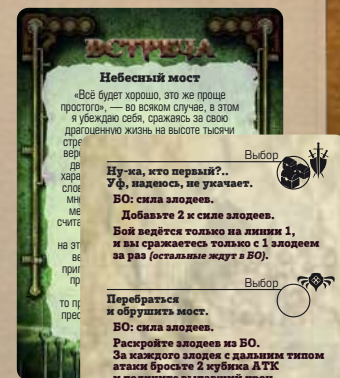 ВСТРЕЧА
Небесный мост
«Всё будет хорошо, это же проще
простого», — во всяком случае, в этом
я убеждаю себя, сражаясь за свою
драгоценную жизнь на высоте тысячи
Выбор
Ну-ка, кто первый?..
Уф, надеюсь, не укачает.
БО: сила злодеев.
Добавьте 2 к силе злодеев.
Бой ведётся только на линии 1,
и вы сражаетесь только с 1 злодеем
за раз (остальные ждут в БО).
Выбор
Перебраться
и обрушить мост.
БО: сила злодеев.
Раскройте злодеев из БО.
За каждого злодея с дальним типом
атаки бросьте 2 кубика АТК